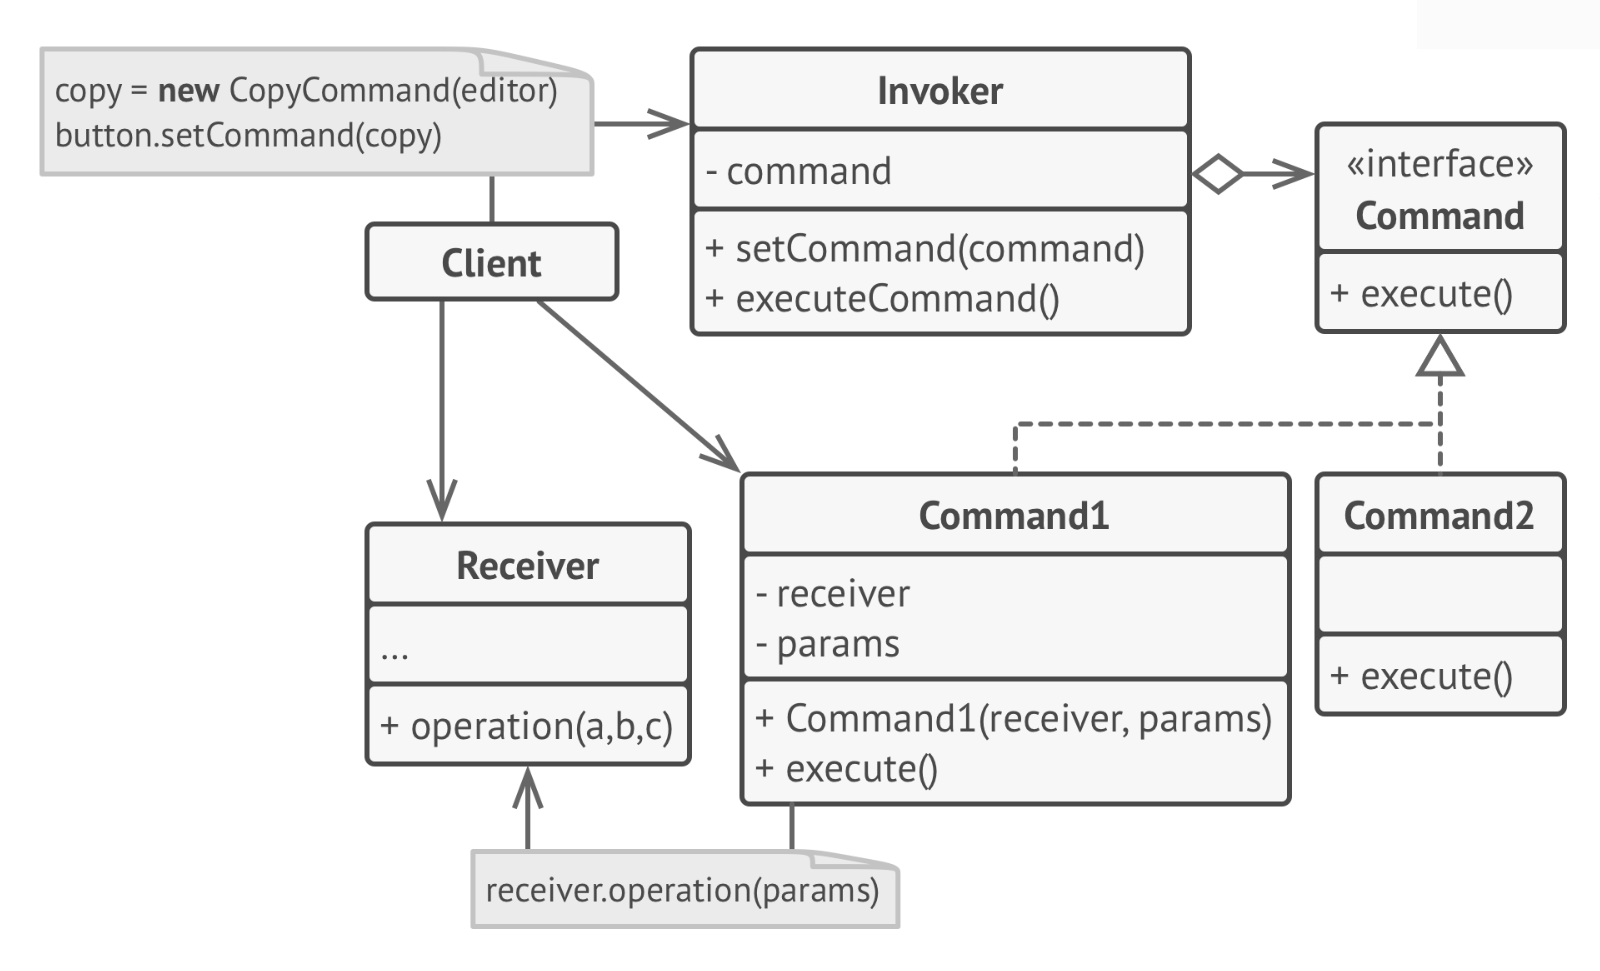 copy = new CopyCommand(editor)
button.setCommand(copy)
Invoker
- command
+ setCommand(command)
+ executeCommand()
«interface»
Command
+ execute()
Client
Receiver
...
+ operation(a,b,c)
Command1
- receiver
- params
+ Command1(receiver, params)
+ execute()
Command2
+ execute()
receiver.operation(params)